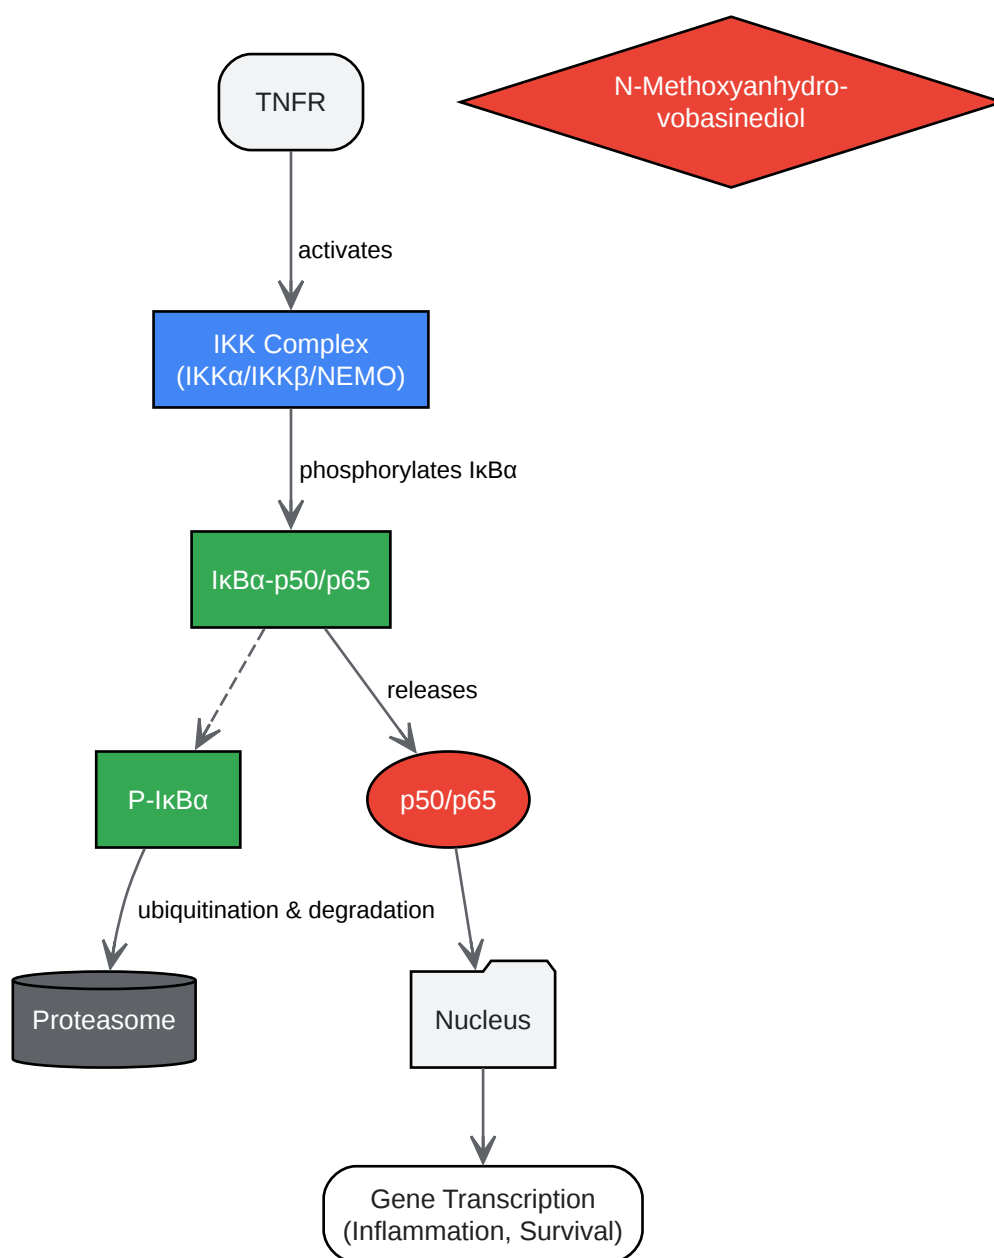 TNFR
N-Methoxyanhydro-
vobasinediol
activates
IKK Complex
(IKKα/IKKβ/NEMO)
phosphorylates IκBα
IκBα-p50/p65
releases
P-IκBα
p50/p65
ubiquitination & degradation
Proteasome
Nucleus
Gene Transcription
(Inflammation, Survival)